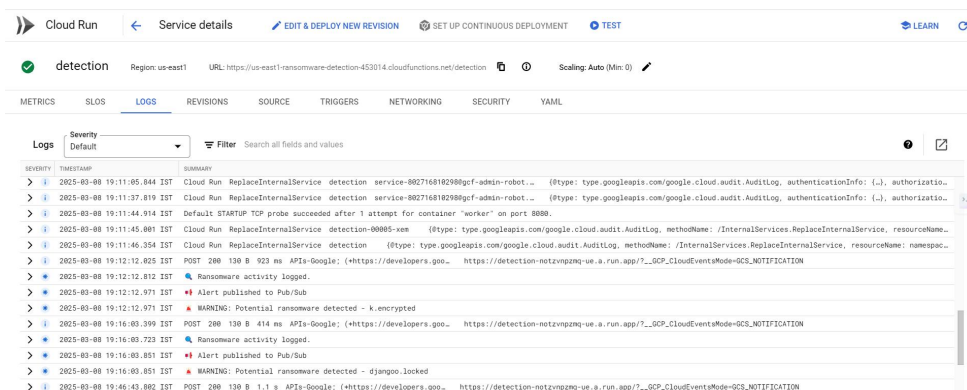 Cloud Run
Service details
EDIT & DEPLOY NEW REVISION
SET UP CONTINUOUS DEPLOYMENT
TEST
LEARN
detection
Region: us-east1
URL: https://us-east1-ransomware-detection-453014.cloudfunctions.net/detection
Scaling: Auto (Min: 0)
METRICS SLOS LOGS REVISIONS SOURCE TRIGGERS NETWORKING SECURITY YAML
Logs
Severity
Default
Filter Search all fields and values
SEVERITY TIMESTAMP SUMMARY
2025-03-08 19:11:05.844 IST Cloud Run ReplaceInternalService detection service-802716810298@gcf-admin-robot.… {@type: type.googleapis.com/google.cloud.audit.AuditLog, authenticationInfo: {…}, authorizatio…
2025-03-08 19:11:37.819 IST Cloud Run ReplaceInternalService detection service-802716810298@gcf-admin-robot.… {@type: type.googleapis.com/google.cloud.audit.AuditLog, authenticationInfo: {…}, authorizatio…
2025-03-08 19:11:44.914 IST Default STARTUP TCP probe succeeded after 1 attempt for container "worker" on port 8080.
2025-03-08 19:11:45.001 IST Cloud Run ReplaceInternalService detection-00005-xem {@type: type.googleapis.com/google.cloud.audit.AuditLog, methodName: /InternalServices.ReplaceInternalService, resourceName…
2025-03-08 19:11:46.354 IST Cloud Run ReplaceInternalService detection {@type: type.googleapis.com/google.cloud.audit.AuditLog, methodName: /InternalServices.ReplaceInternalService, resourceName: namespac…
2025-03-08 19:12:12.025 IST POST 200 130 B 923 ms APIs-Google; (+https://developers.goo… https://detection-notzvnpzmq-ue.a.run.app/?__GCP_CloudEventsMode=GCS_NOTIFICATION
2025-03-08 19:12:12.812 IST 🔍 Ransomware activity logged.
2025-03-08 19:12:12.971 IST 📢 Alert published to Pub/Sub
2025-03-08 19:12:12.971 IST 🚨 WARNING: Potential ransomware detected - k.encrypted
2025-03-08 19:16:03.399 IST POST 200 130 B 414 ms APIs-Google; (+https://developers.goo… https://detection-notzvnpzmq-ue.a.run.app/?__GCP_CloudEventsMode=GCS_NOTIFICATION
2025-03-08 19:16:03.723 IST 🔍 Ransomware activity logged.
2025-03-08 19:16:03.851 IST 📢 Alert published to Pub/Sub
2025-03-08 19:16:03.851 IST 🚨 WARNING: Potential ransomware detected - djangoo.locked
2025-03-08 19:46:43.802 IST POST 200 130 B 1.1 s APIs-Google; (+https://developers.goo… https://detection-notzvnpzmq-ue.a.run.app/?__GCP_CloudEventsMode=GCS_NOTIFICATION